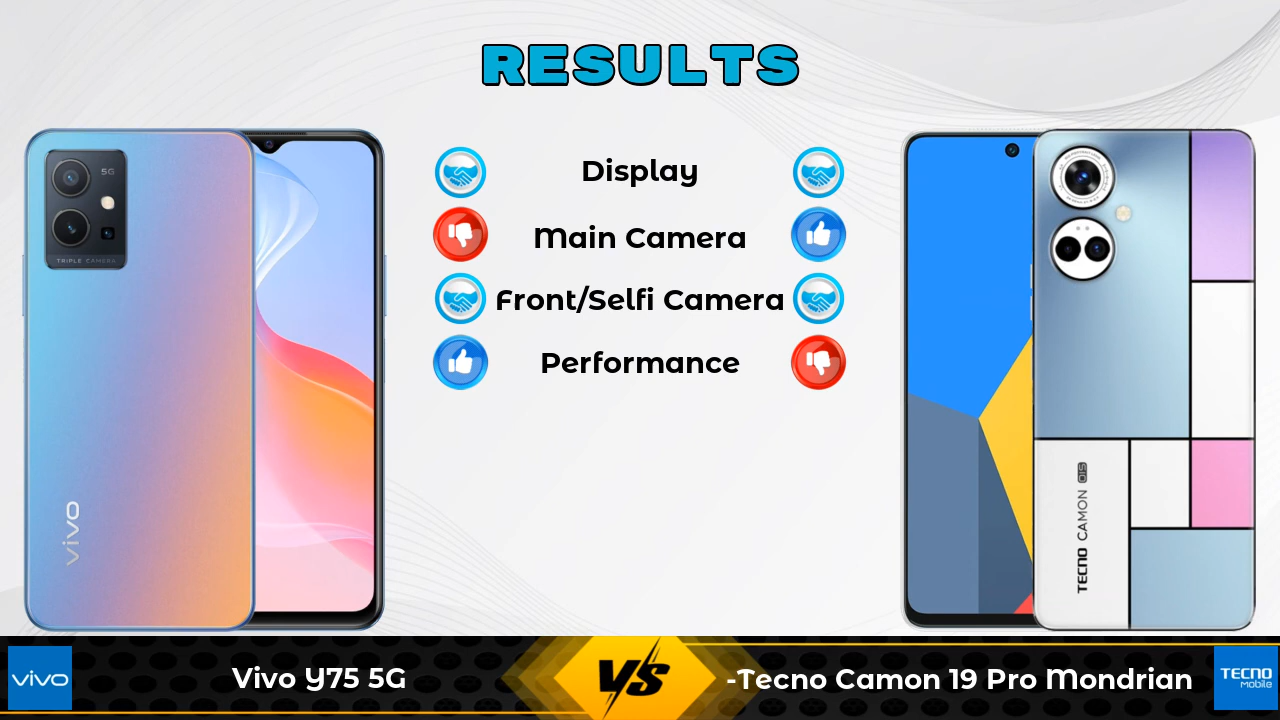 RESULTS
Display
Main Camera
Front/Selfi Camera
Performance
5G
TRIPLE CAMERA
vivo
TECNO CAMON OIS
vivo
Vivo Y75 5G
VS
-Tecno Camon 19 Pro Mondrian
TECNO
mobile